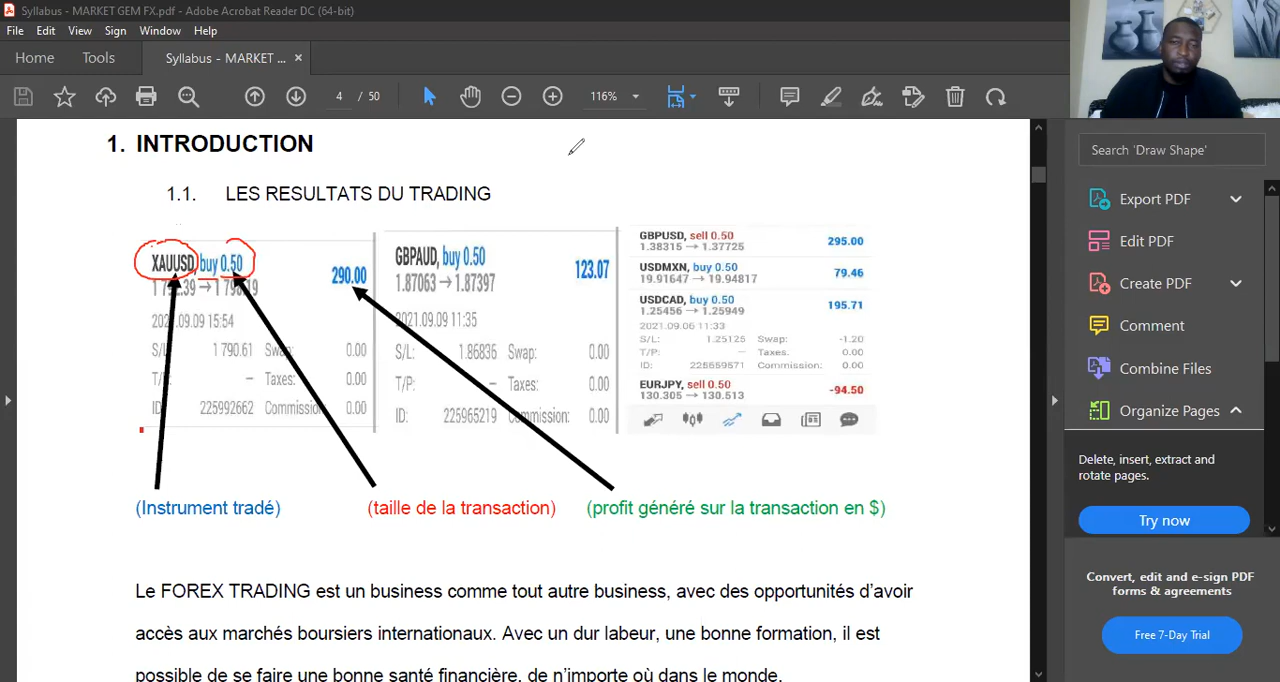 Syllabus - MARKET GEM FX.pdf - Adobe Acrobat Reader DC (64-bit)
File Edit View Sign Window Help
Home Tools Syllabus - MARKET ... ×
4 / 50 116%
Search 'Draw Shape'
Export PDF
Edit PDF
Create PDF
Comment
Combine Files
Organize Pages
Delete, insert, extract and
rotate pages.
Try now
Convert, edit and e-sign PDF
forms & agreements
Free 7-Day Trial
1. INTRODUCTION
1.1. LES RESULTATS DU TRADING
XAUUSD, buy 0.50
290.00
2021.09.09 15:54
S/L: 1 790.61 Swap: 0.00
T/P: – Taxes: 0.00
ID: 225992662 Commission: 0.00
GBPAUD, buy 0.50
1.87063 → 1.87397
123.07
2021.09.09 11:35
S/L: 1.86836 Swap: 0.00
T/P: – Taxes: 0.00
ID: 225965219 Commission: 0.00
GBPUSD, sell 0.50
1.38315 → 1.37725
295.00
USDMXN, buy 0.50
19.91647 → 19.94817
79.46
USDCAD, buy 0.50
1.25456 → 1.25949
195.71
2021.09.06 11:33
S/L: 1.25125 Swap: -1.20
T/P: – Taxes: 0.00
ID: 225559571 Commission: 0.00
EURJPY, sell 0.50
130.305 → 130.513
-94.50
(Instrument tradé) (taille de la transaction) (profit généré sur la transaction en $)
Le FOREX TRADING est un business comme tout autre business, avec des opportunités d'avoir
accès aux marchés boursiers internationaux. Avec un dur labeur, une bonne formation, il est
possible de se faire une bonne santé financière, de n'importe où dans le monde.